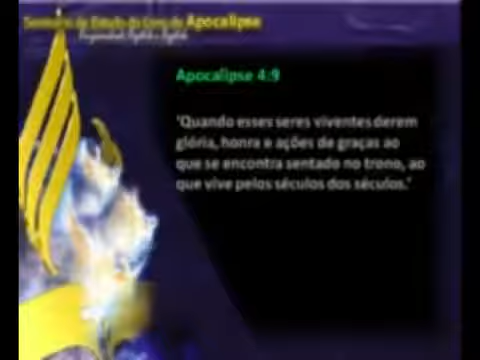 Seminário de Estudo do Livro de Apocalipse
Apocalipse 4:9
'Quando esses seres viventes derem
glória, honra e ações de graças ao
que se encontra sentado no trono, ao
que vive pelos séculos dos séculos.'